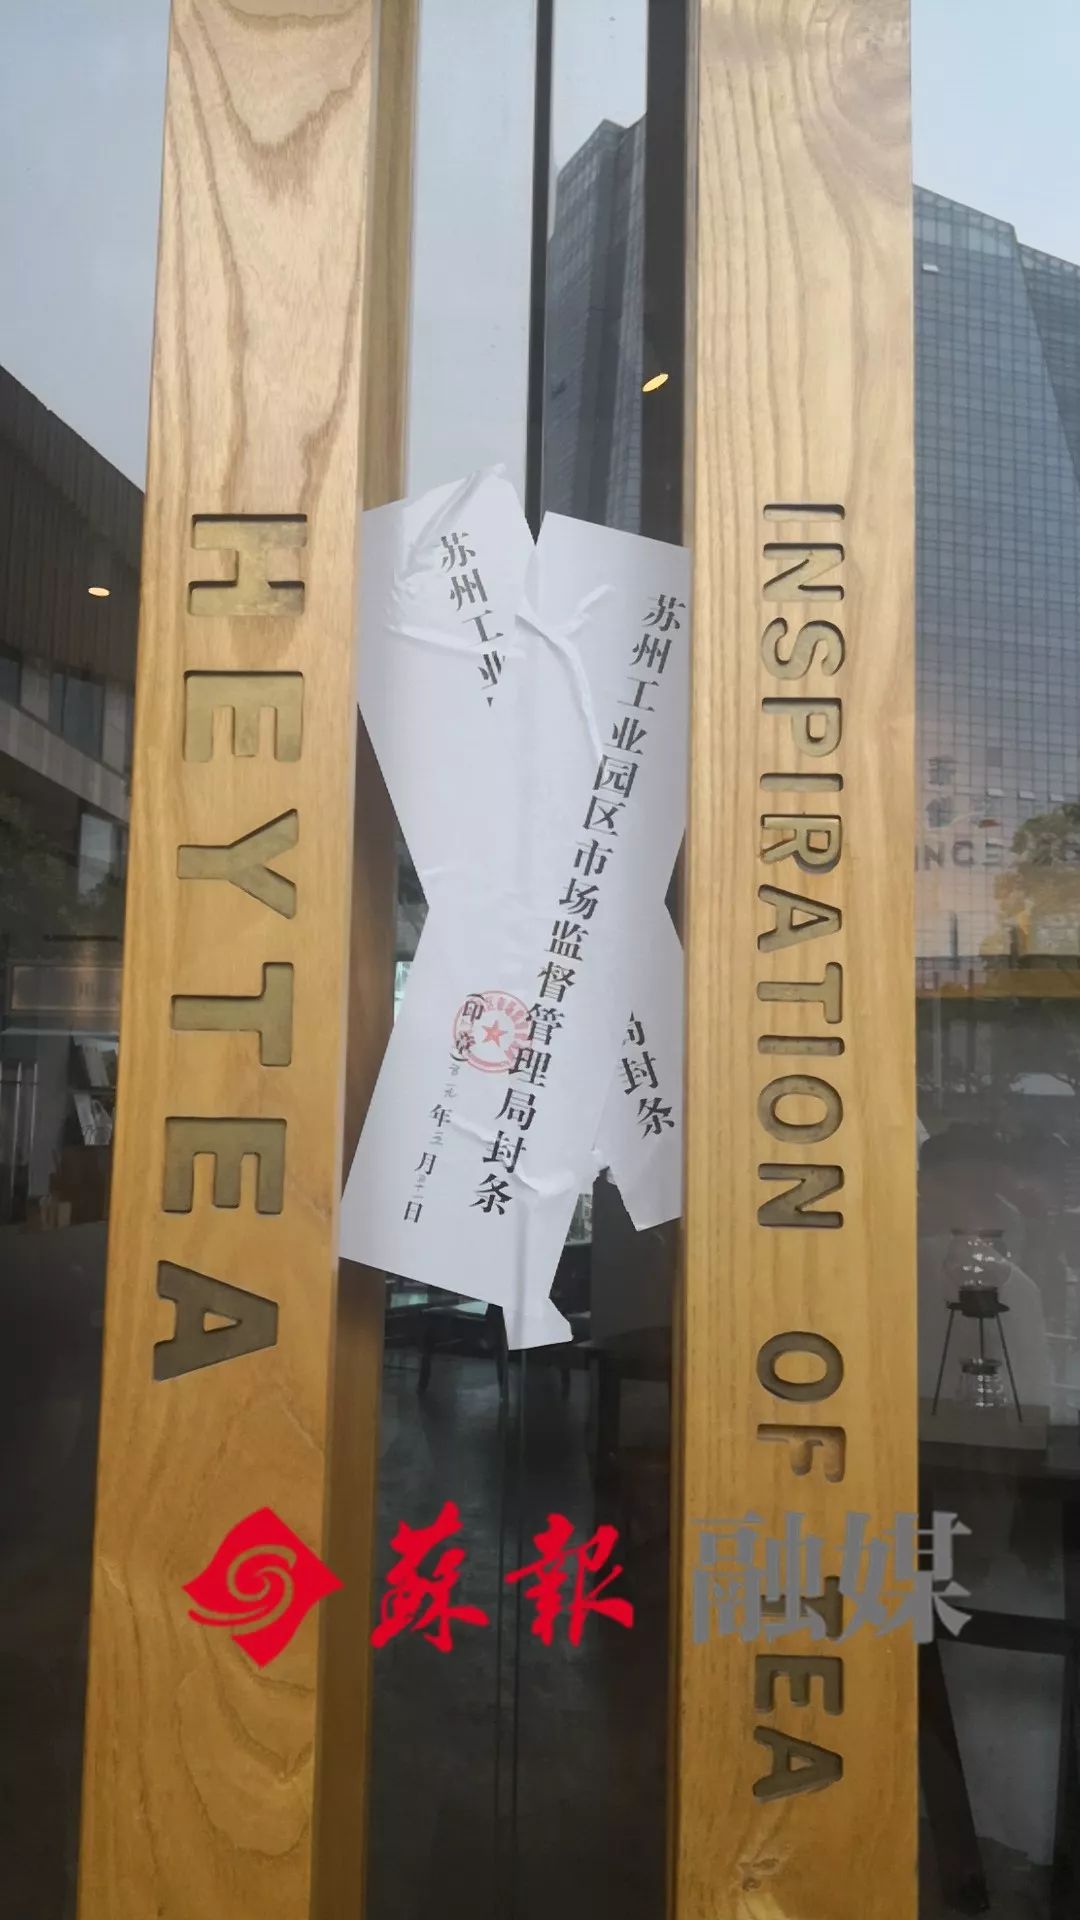 HEYTEA
苏州工业
苏州工业园区市场监督管理局封条
局封条
年三月
日
INSPIRATION OF TEA
蘇報 融媒